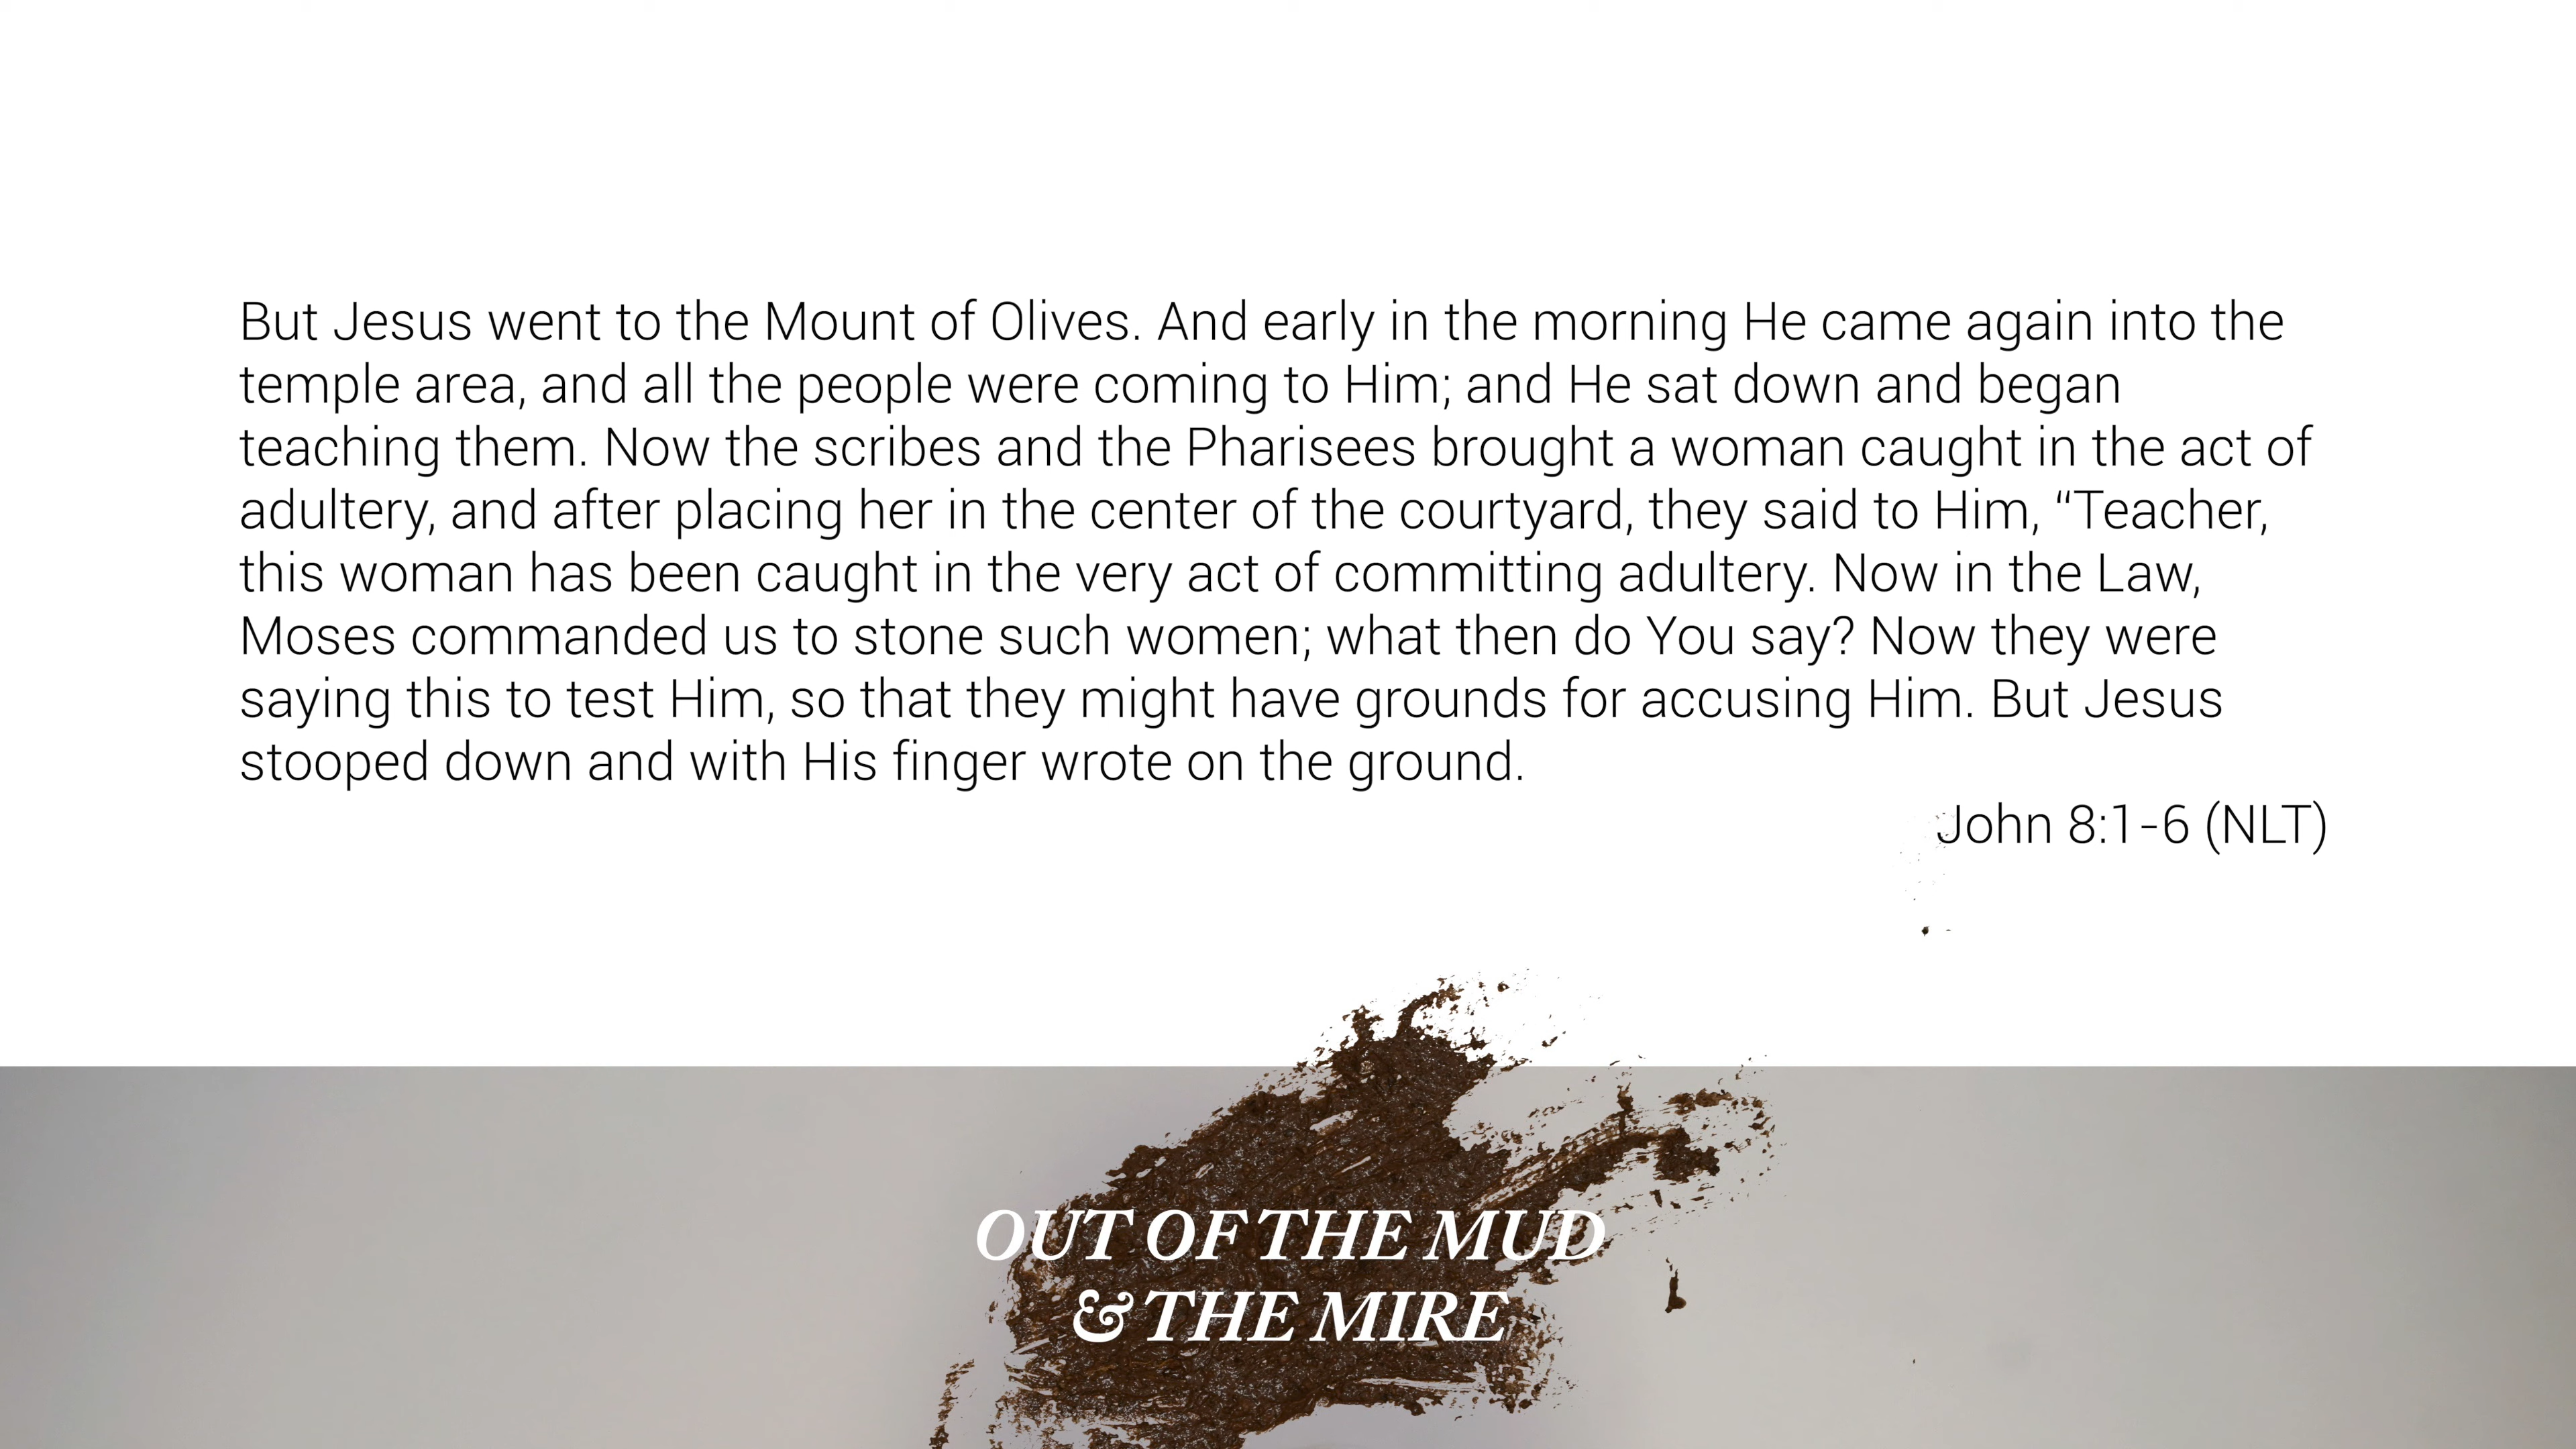 But Jesus went to the Mount of Olives. And early in the morning He came again into the
temple area, and all the people were coming to Him; and He sat down and began
teaching them. Now the scribes and the Pharisees brought a woman caught in the act of
adultery, and after placing her in the center of the courtyard, they said to Him, “Teacher,
this woman has been caught in the very act of committing adultery. Now in the Law,
Moses commanded us to stone such women; what then do You say? Now they were
saying this to test Him, so that they might have grounds for accusing Him. But Jesus
stooped down and with His finger wrote on the ground.
John 8:1-6 (NLT)
OUT OF THE MUD
& THE MIRE